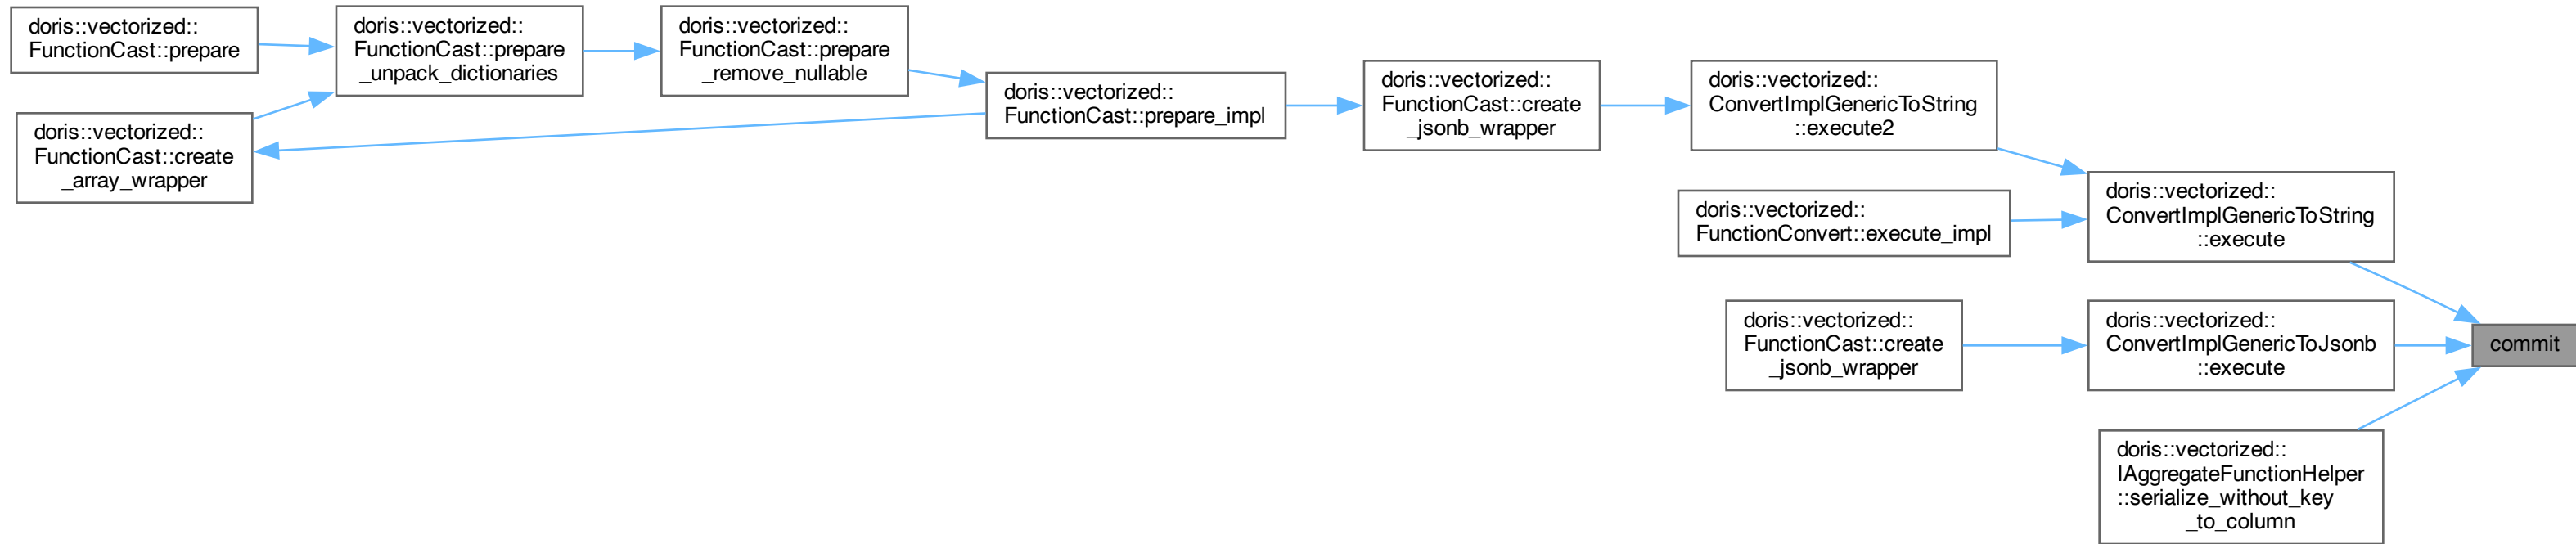 doris::vectorized::
FunctionCast::prepare
doris::vectorized::
FunctionCast::create
_array_wrapper
doris::vectorized::
FunctionCast::prepare
_unpack_dictionaries
doris::vectorized::
FunctionCast::prepare
_remove_nullable
doris::vectorized::
FunctionCast::prepare_impl
doris::vectorized::
FunctionCast::create
_jsonb_wrapper
doris::vectorized::
ConvertImplGenericToString
::execute2
doris::vectorized::
FunctionConvert::execute_impl
doris::vectorized::
FunctionCast::create
_jsonb_wrapper
doris::vectorized::
ConvertImplGenericToString
::execute
doris::vectorized::
ConvertImplGenericToJsonb
::execute
doris::vectorized::
IAggregateFunctionHelper
::serialize_without_key
_to_column
commit